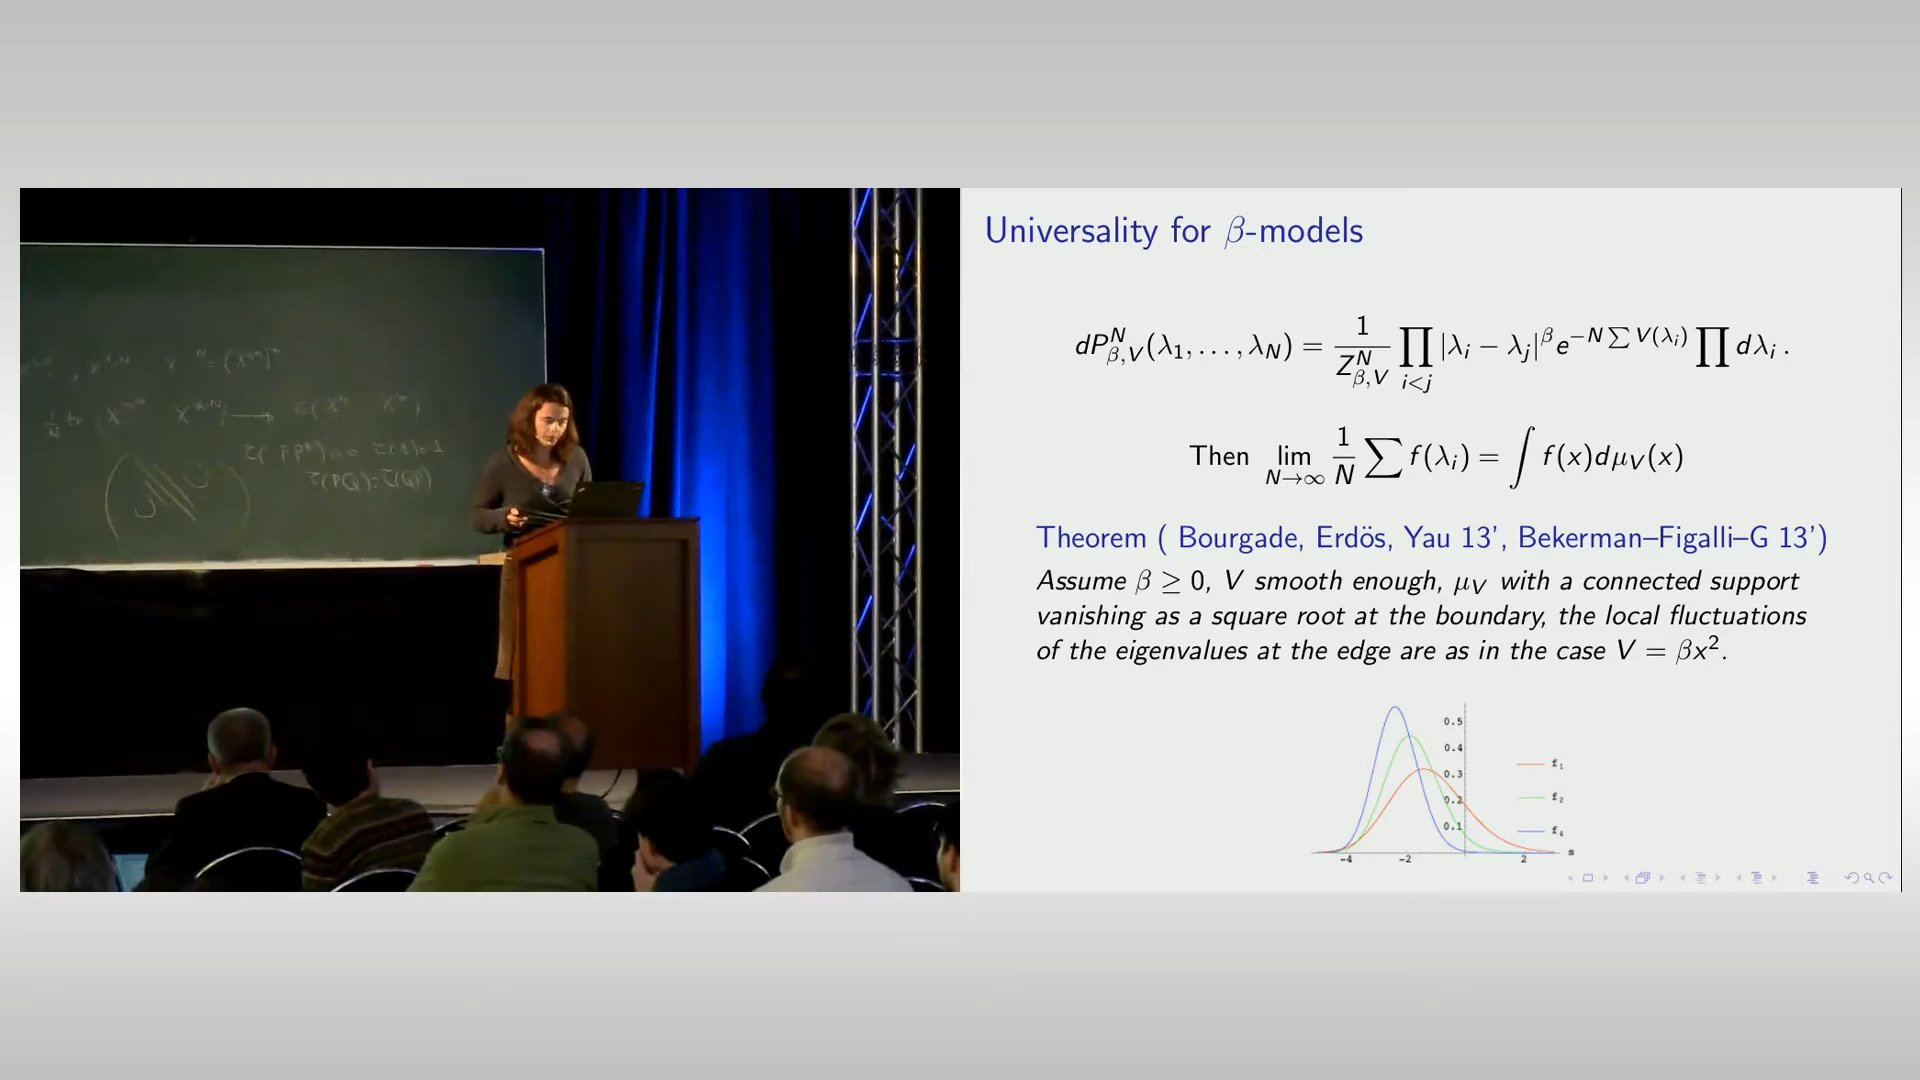 Universality for β-models
dP^N_{β,V}(λ_1, …, λ_N) = \frac{1}{Z^N_{β,V}} ∏_{i<j} |λ_i − λ_j|^β e^{−N ∑ V(λ_i)} ∏ dλ_i .
Then lim_{N→∞} \frac{1}{N} ∑ f(λ_i) = ∫ f(x)dμ_V(x)
Theorem ( Bourgade, Erdös, Yau 13', Bekerman–Figalli–G 13')
Assume β ≥ 0, V smooth enough, μ_V with a connected support
vanishing as a square root at the boundary, the local fluctuations
of the eigenvalues at the edge are as in the case V = βx².
0.5
0.4
0.3
0.2
0.1
-4 -2 2 s
f_1
f_2
f_4
τ(PQ)=τ(QP)